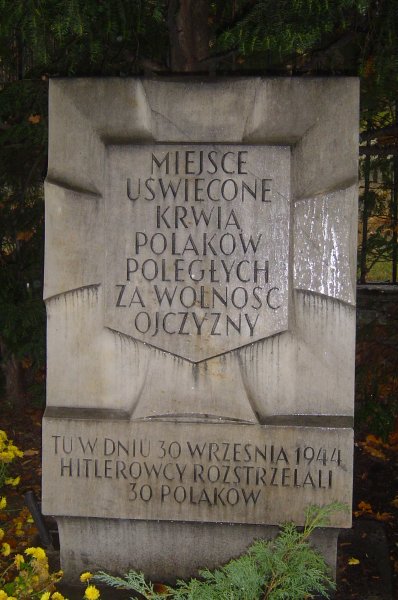 MIEJSCE
UŚWIĘCONE
KRWIĄ
POLAKÓW
POLEGŁYCH
ZA WOLNOŚĆ
OJCZYZNY
TU W DNIU 30 WRZEŚNIA 1944
HITLEROWCY ROZSTRZELALI
30 POLAKÓW